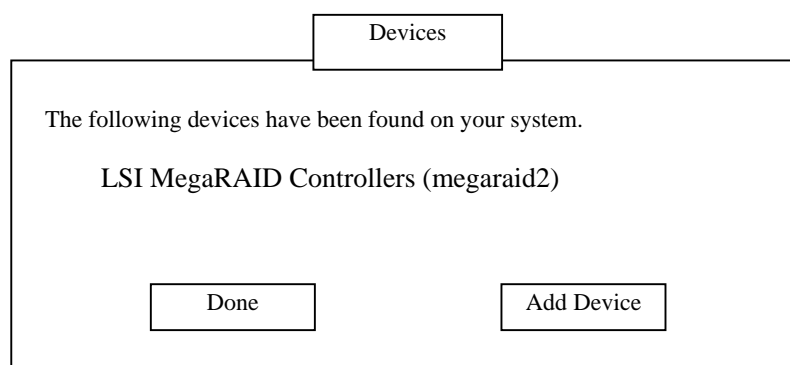 Devices
The following devices have been found on your system.
LSI MegaRAID Controllers (megaraid2)
Done
Add Device